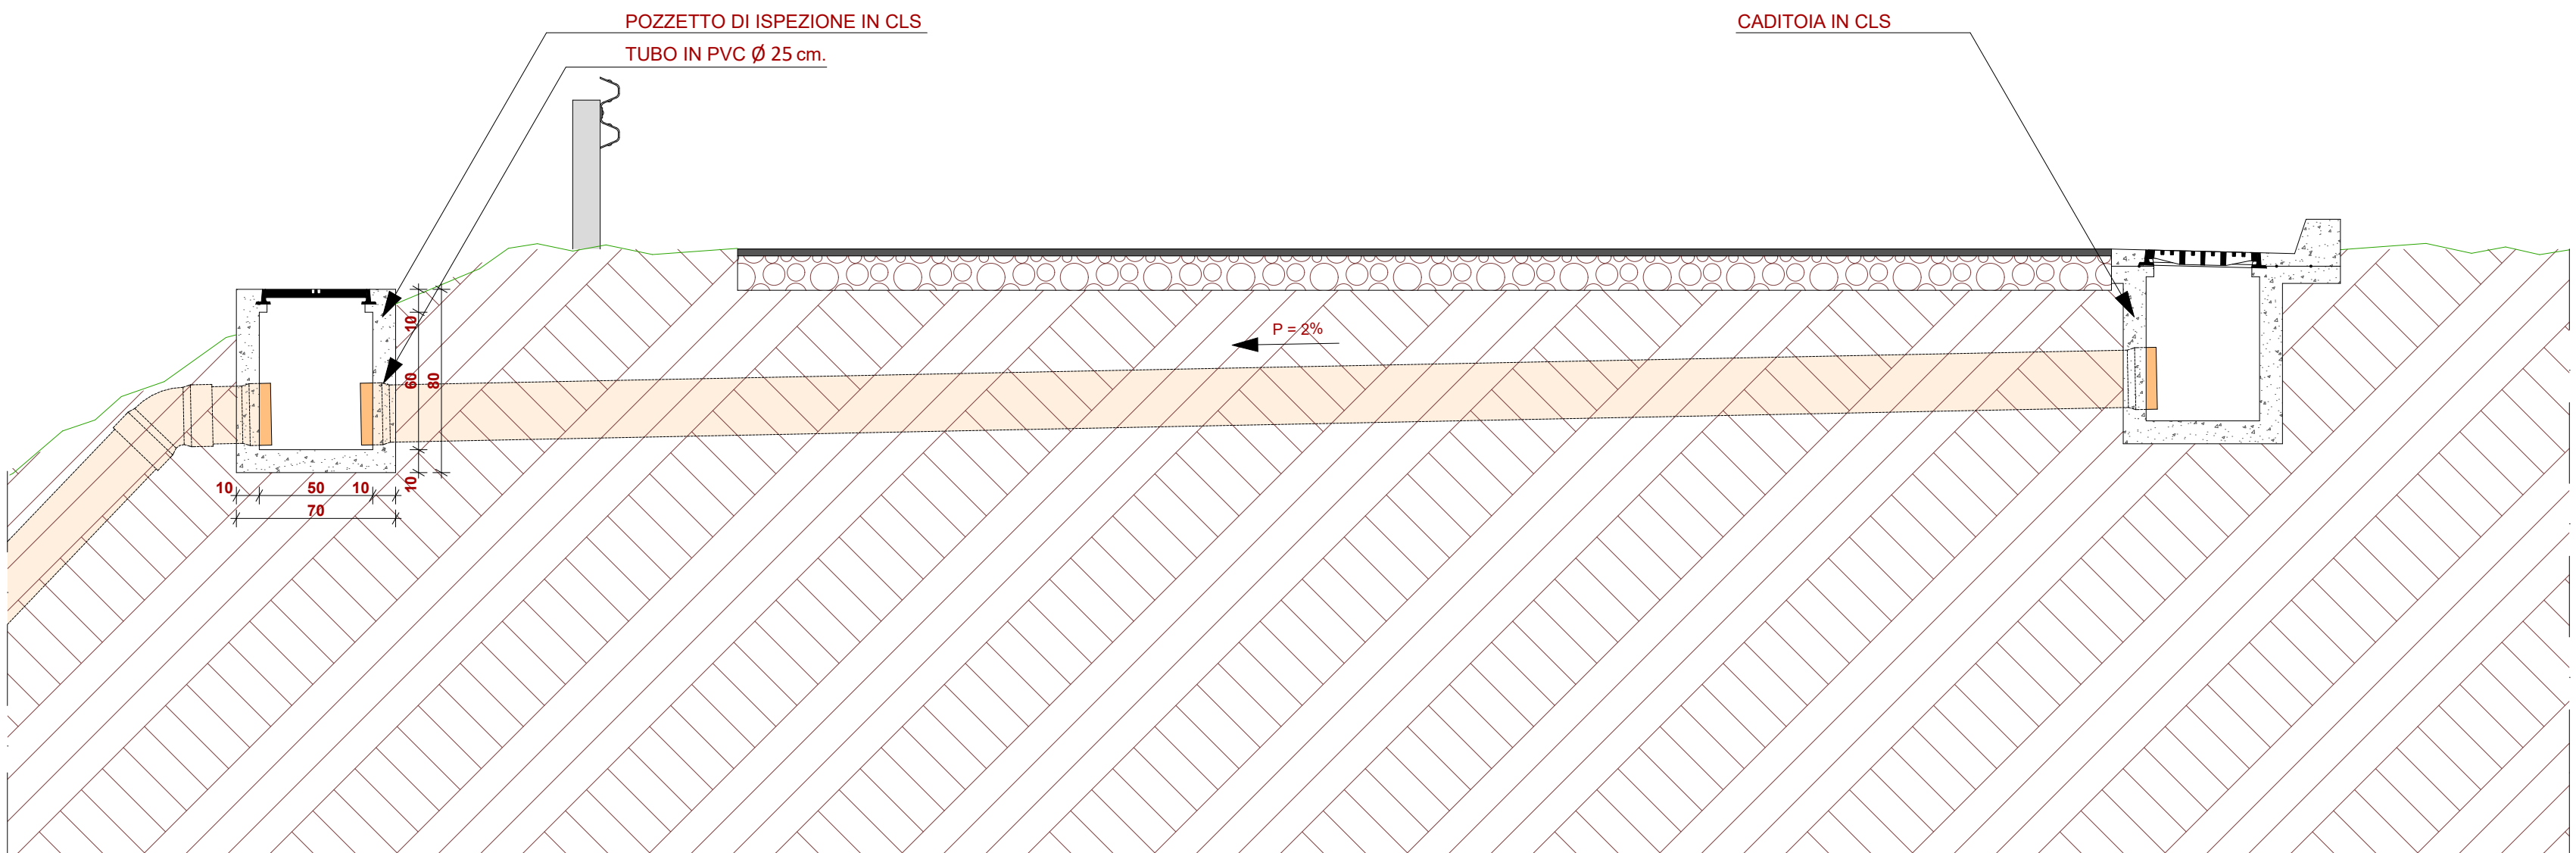 POZZETTO DI ISPEZIONE IN CLS
TUBO IN PVC Ø 25 cm.
CADITOIA IN CLS
P = 2%
10
60
80
10
10
50
10
70